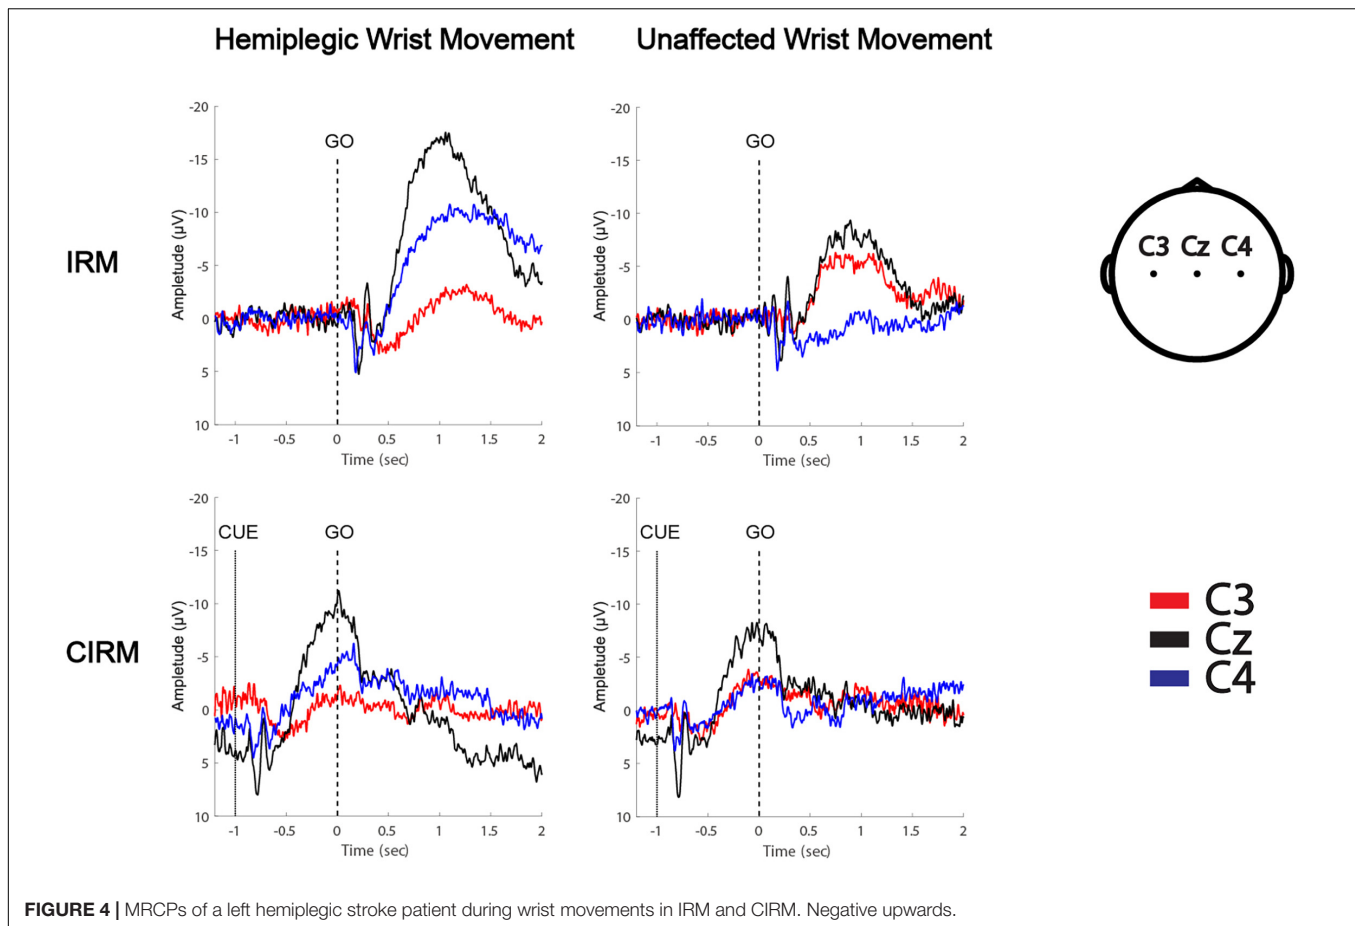 Hemiplegic Wrist Movement
Unaffected Wrist Movement
IRM
-20
-15
-10
-5
0
5
10
Ampletude (µV)
GO
-1 -0.5 0 0.5 1 1.5 2
Time (sec)
-20
-15
-10
-5
0
5
10
Ampletude (µV)
GO
-1 -0.5 0 0.5 1 1.5 2
Time (sec)
C3 Cz C4
CIRM
-20
-15
-10
-5
0
5
10
Ampletude (µV)
CUE GO
-1 -0.5 0 0.5 1 1.5 2
Time (sec)
-20
-15
-10
-5
0
5
10
Ampletude (µV)
CUE GO
-1 -0.5 0 0.5 1 1.5 2
Time (sec)
C3
Cz
C4
FIGURE 4 | MRCPs of a left hemiplegic stroke patient during wrist movements in IRM and CIRM. Negative upwards.